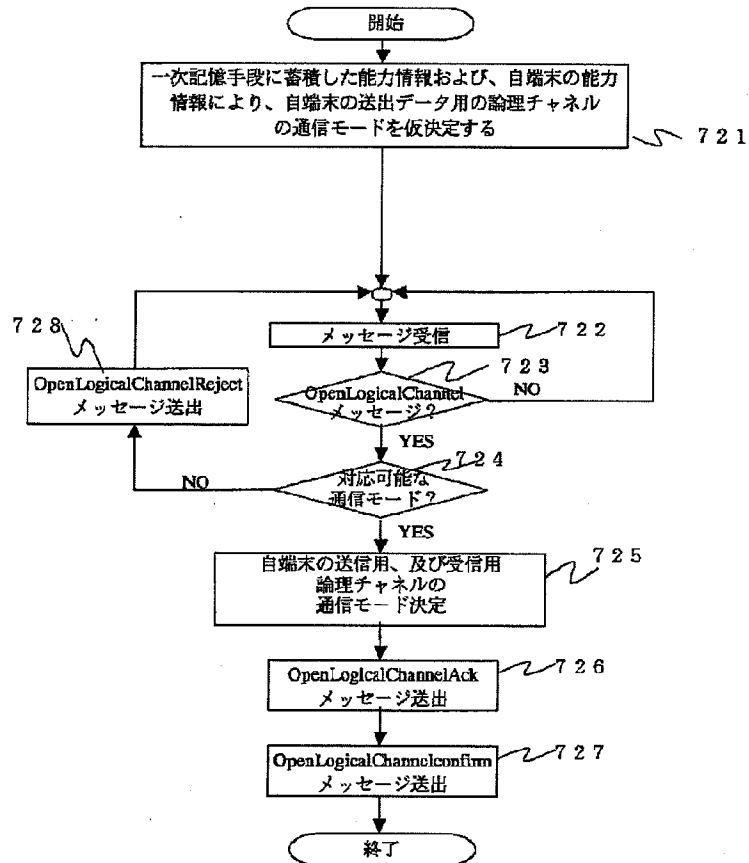 開始
一次記憶手段に蓄積した能力情報および、自端末の能力
情報により、自端末の送出データ用の論理チャネル
の通信モードを仮決定する
721
728
メッセージ受信
722
OpenLogicalChannelReject
メッセージ送出
723
OpenLogicalChannel
メッセージ?
NO
YES
724
対応可能な
通信モード?
NO
YES
自端末の送信用、及び受信用
論理チャネルの
通信モード決定
725
OpenLogicalChannelAck
メッセージ送出
726
OpenLogicalChannelconfirm
メッセージ送出
727
終了